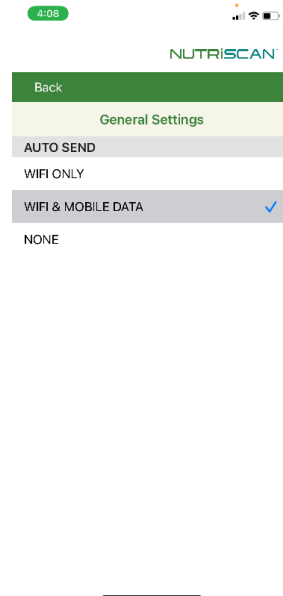 4:08
NUTRiSCAN
Back
General Settings
AUTO SEND
WIFI ONLY
WIFI & MOBILE DATA
NONE